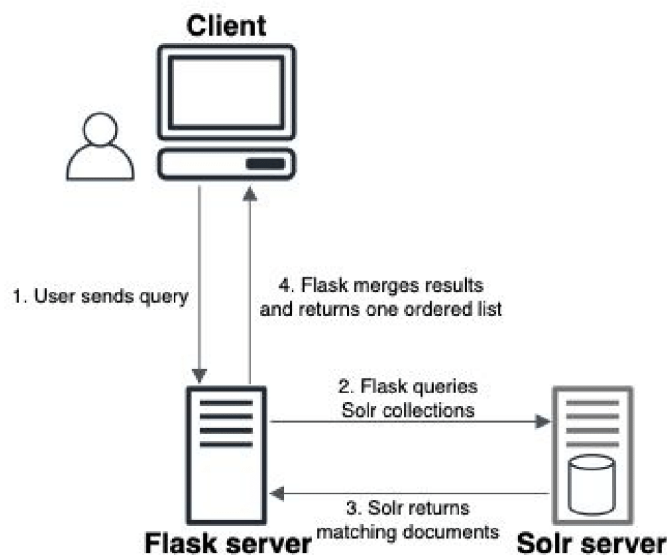 Client
1. User sends query
4. Flask merges results
and returns one ordered list
2. Flask queries
Solr collections
3. Solr returns
matching documents
Flask server
Solr server